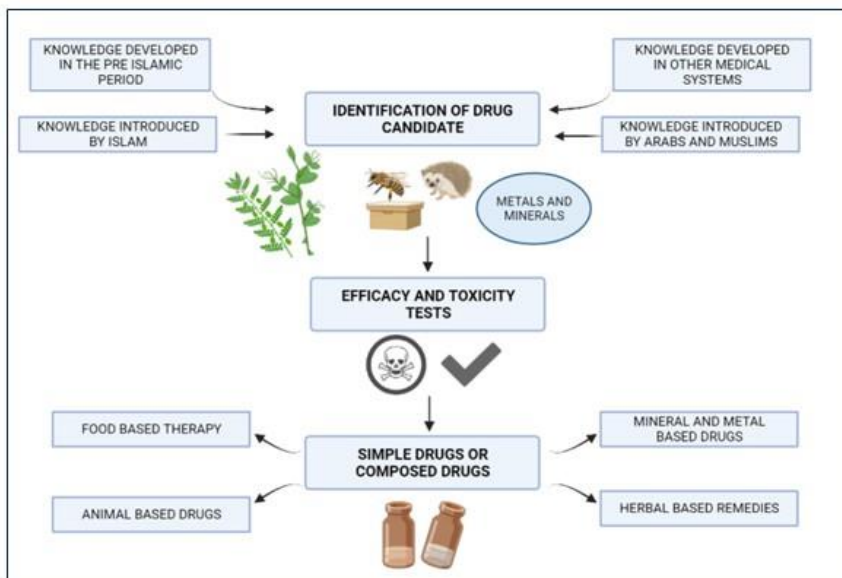 KNOWLEDGE DEVELOPED
IN THE PRE ISLAMIC
PERIOD
KNOWLEDGE DEVELOPED
IN OTHER MEDICAL
SYSTEMS
IDENTIFICATION OF DRUG
CANDIDATE
KNOWLEDGE INTRODUCED
BY ISLAM
KNOWLEDGE INTRODUCED
BY ARABS AND MUSLIMS
METALS AND
MINERALS
EFFICACY AND TOXICITY
TESTS
FOOD BASED THERAPY
MINERAL AND METAL
BASED DRUGS
SIMPLE DRUGS OR
COMPOSED DRUGS
ANIMAL BASED DRUGS
HERBAL BASED REMEDIES